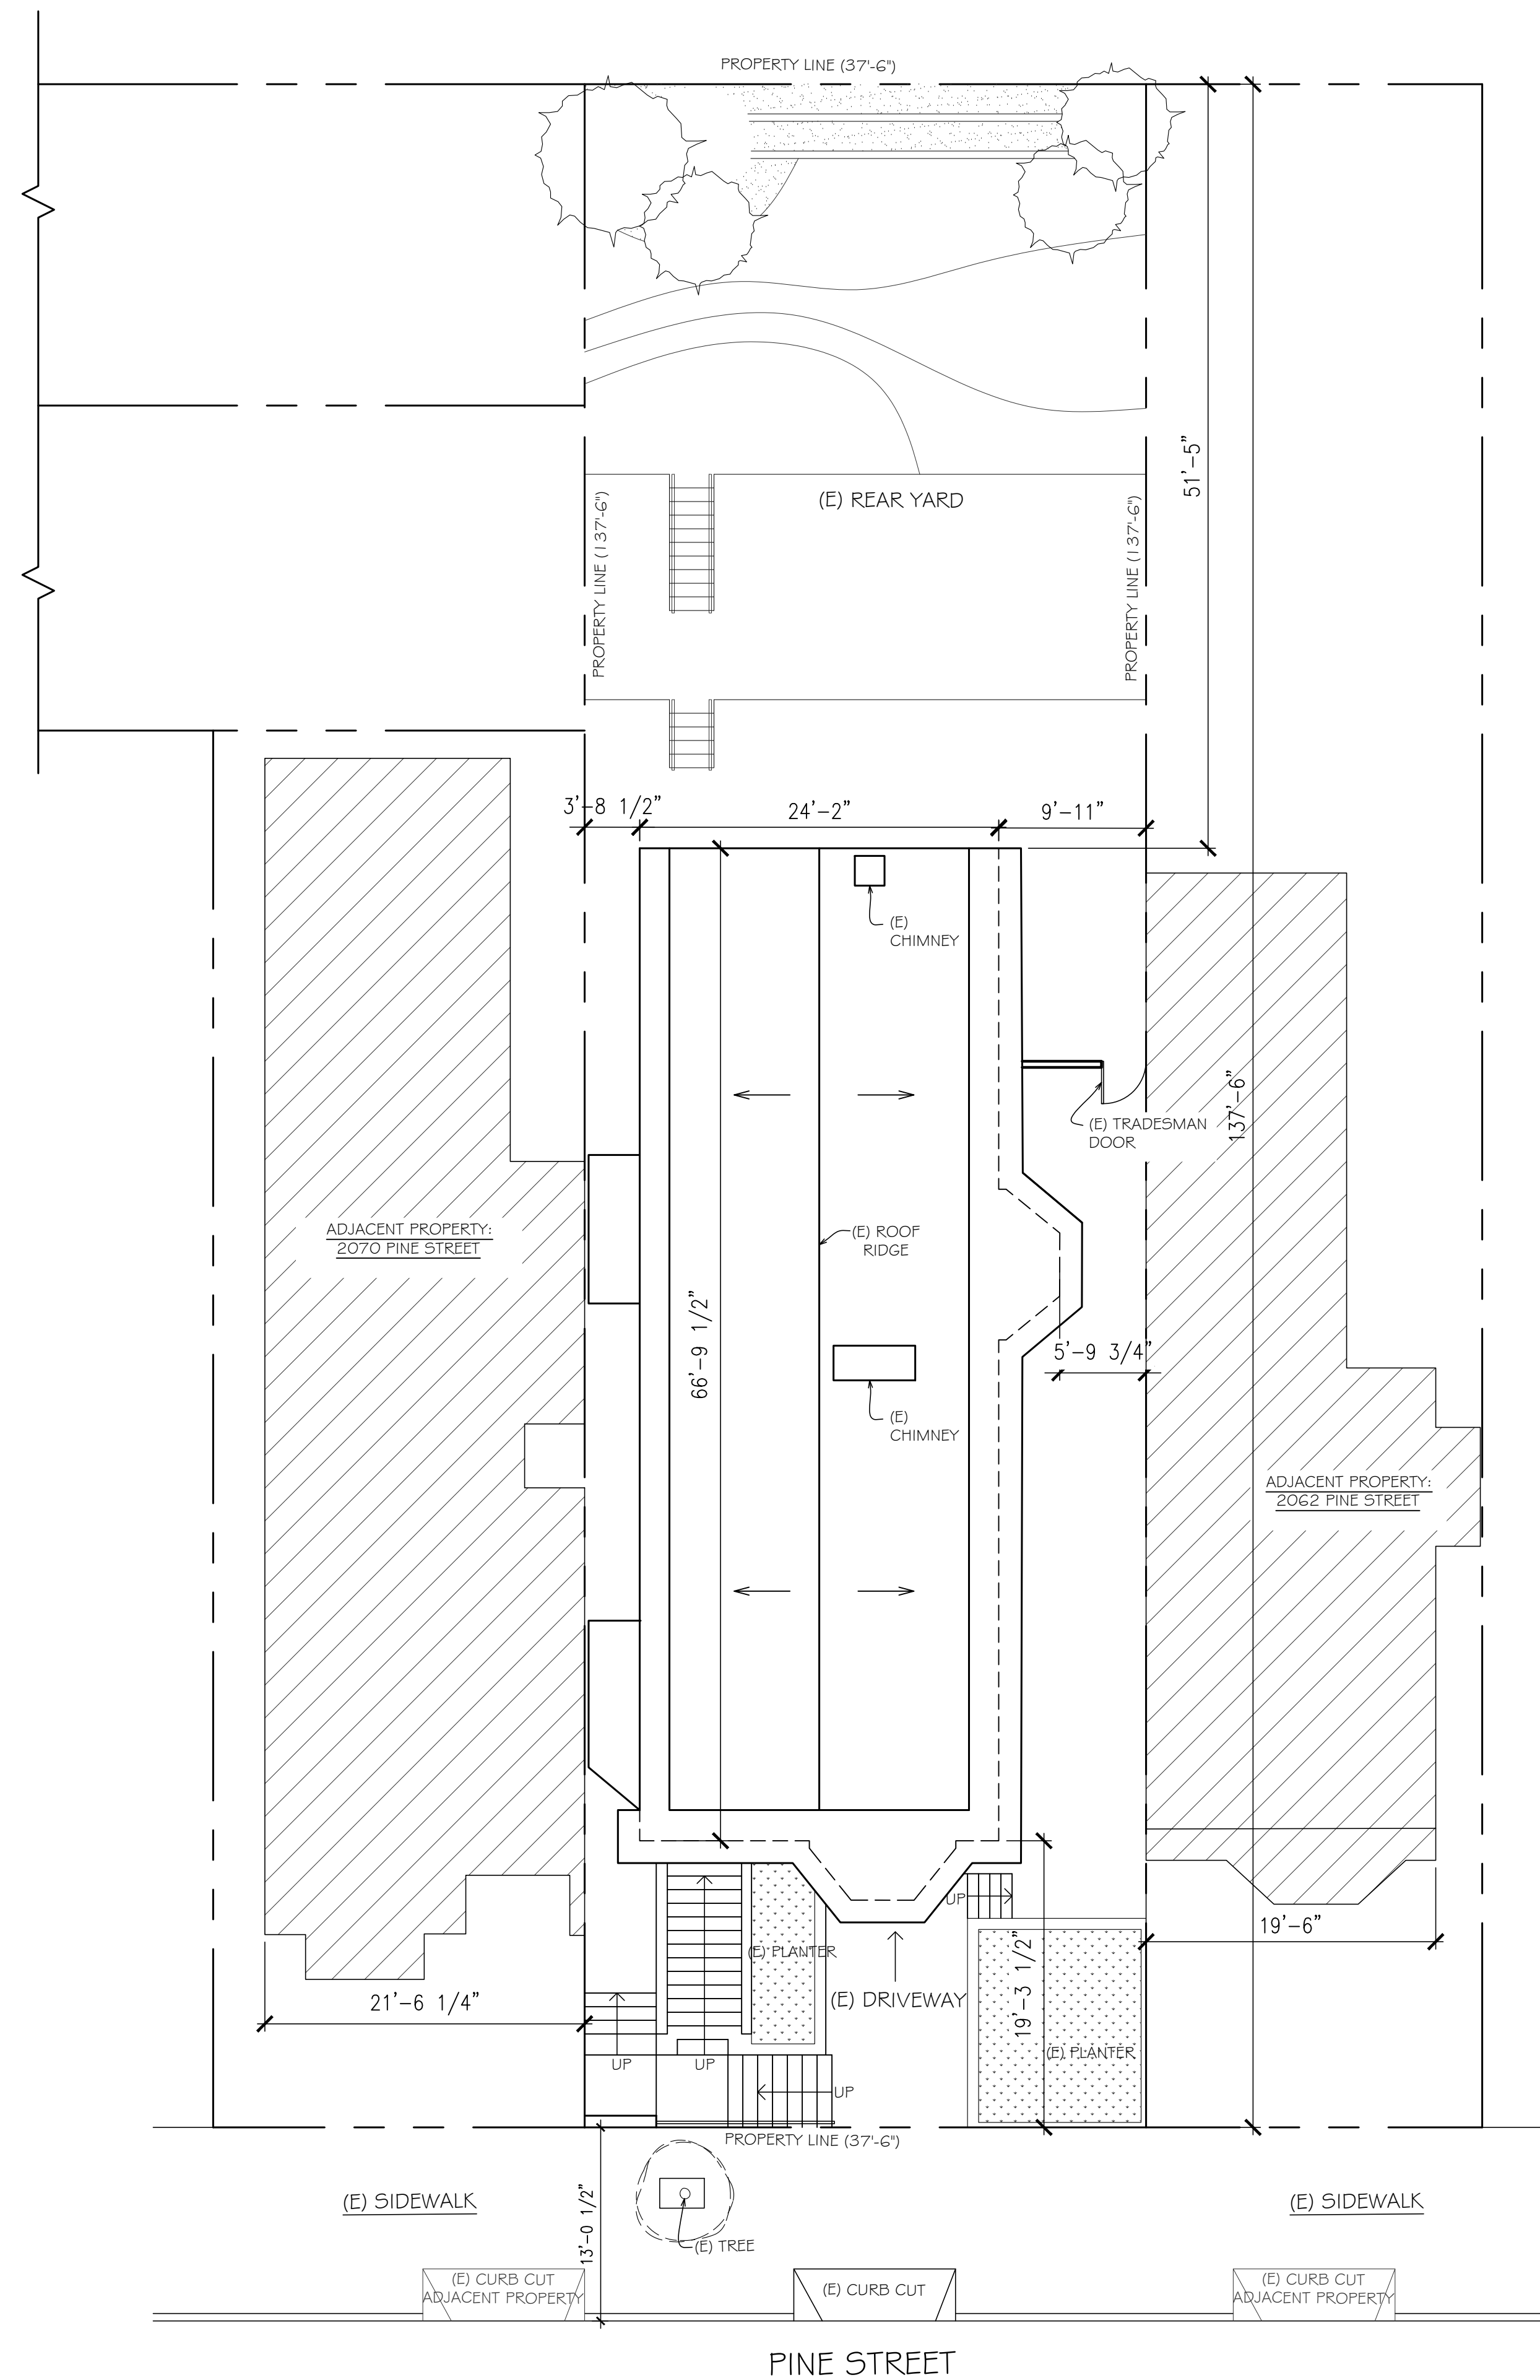 PROPERTY LINE (37'-6")
51'-5"
(E) REAR YARD
PROPERTY LINE (137'-6")
PROPERTY LINE (137'-6")
3'-8 1/2"
24'-2"
9'-11"
(E)
CHIMNEY
137'-6"
(E) TRADESMAN
DOOR
ADJACENT PROPERTY:
2070 PINE STREET
(E) ROOF
RIDGE
66'-9 1/2"
5'-9 3/4"
(E)
CHIMNEY
ADJACENT PROPERTY:
2062 PINE STREET
UP
19'-6"
(E) PLANTER
19'-3 1/2"
(E) DRIVEWAY
21'-6 1/4"
(E) PLANTER
UP
UP
UP
PROPERTY LINE (37'-6")
(E) SIDEWALK
(E) SIDEWALK
13'-0 1/2"
(E) TREE
(E) CURB CUT
ADJACENT PROPERTY
(E) CURB CUT
(E) CURB CUT
ADJACENT PROPERTY
PINE STREET